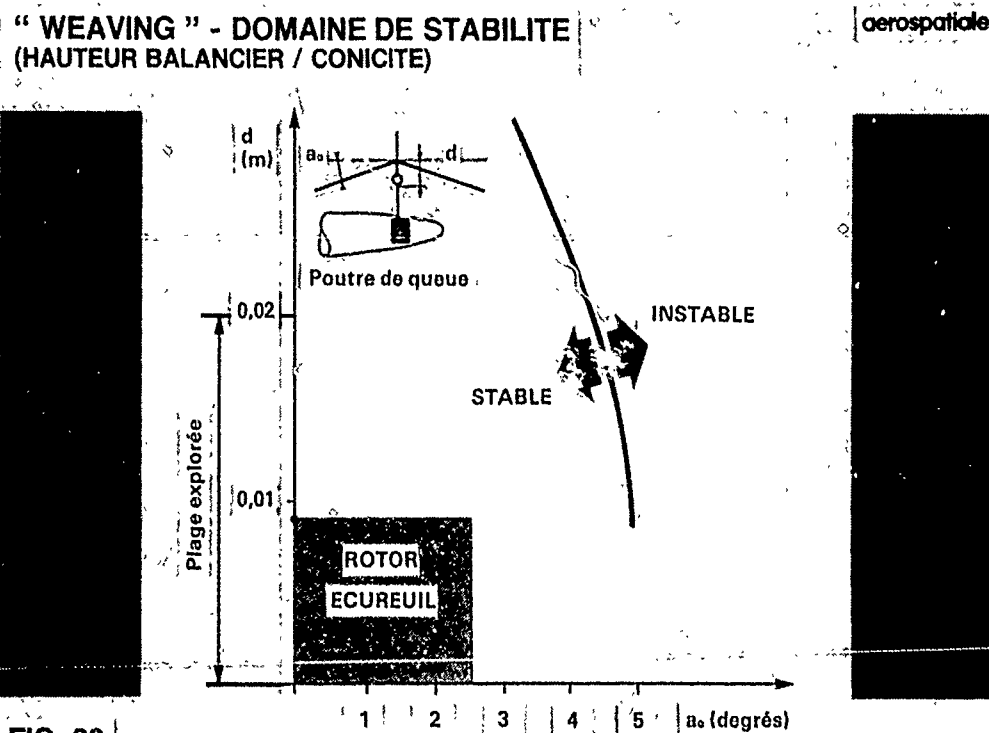 “ WEAVING ” - DOMAINE DE STABILITE
(HAUTEUR BALANCIER / CONICITE)
aerospatiale
d
(m)
a₀
d
Poutre de queue
0,02
INSTABLE
STABLE
Plage explorée
0,01
ROTOR
ECUREUIL
1 2 3 4 5 a₀ (degrés)